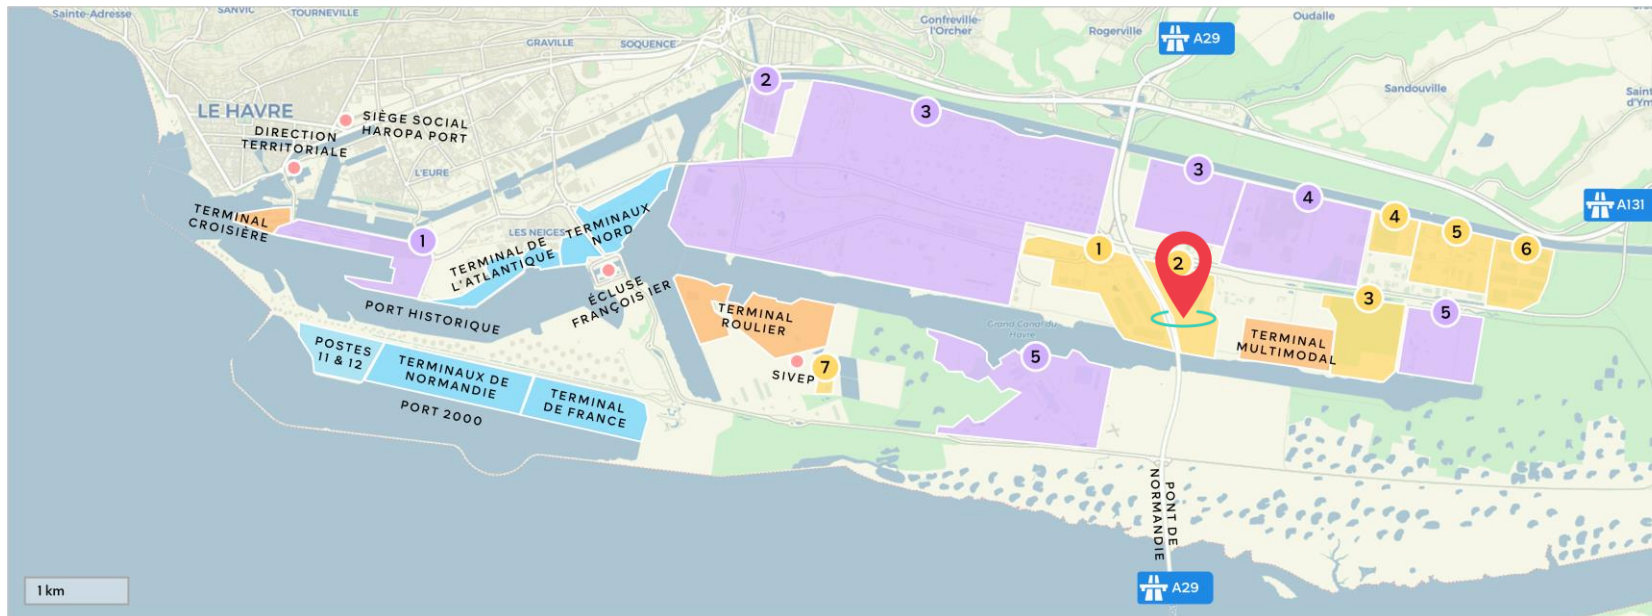 Sainte-Adresse
SANVIC
TOURNEVILLE
GRAVILLE
SOQUENCE
Gonfreville-
l'Orcher
Rogerville
A29
Oudalle
Sandouville
Saint
d'Ym
LE HAVRE
SIÈGE SOCIAL
HAROPA PORT
DIRECTION
TERRITORIALE
L'EURE
2
3
3
4
4
5
6
A131
TERMINAL
CROISIÈRE
1
LES NEIGES
TERMINAUX
NORD
TERMINAL DE
L'ATLANTIQUE
ÉCLUSE
FRANÇOIS IER
1
2
3
5
PORT HISTORIQUE
TERMINAL
ROULIER
Grand Canal du
Havre
TERMINAL
MULTIMODAL
POSTES
11 & 12
TERMINAUX DE
NORMANDIE
TERMINAL
DE FRANCE
PORT 2000
SIVEP
7
5
PONT DE
NORMANDIE
A29
1 km